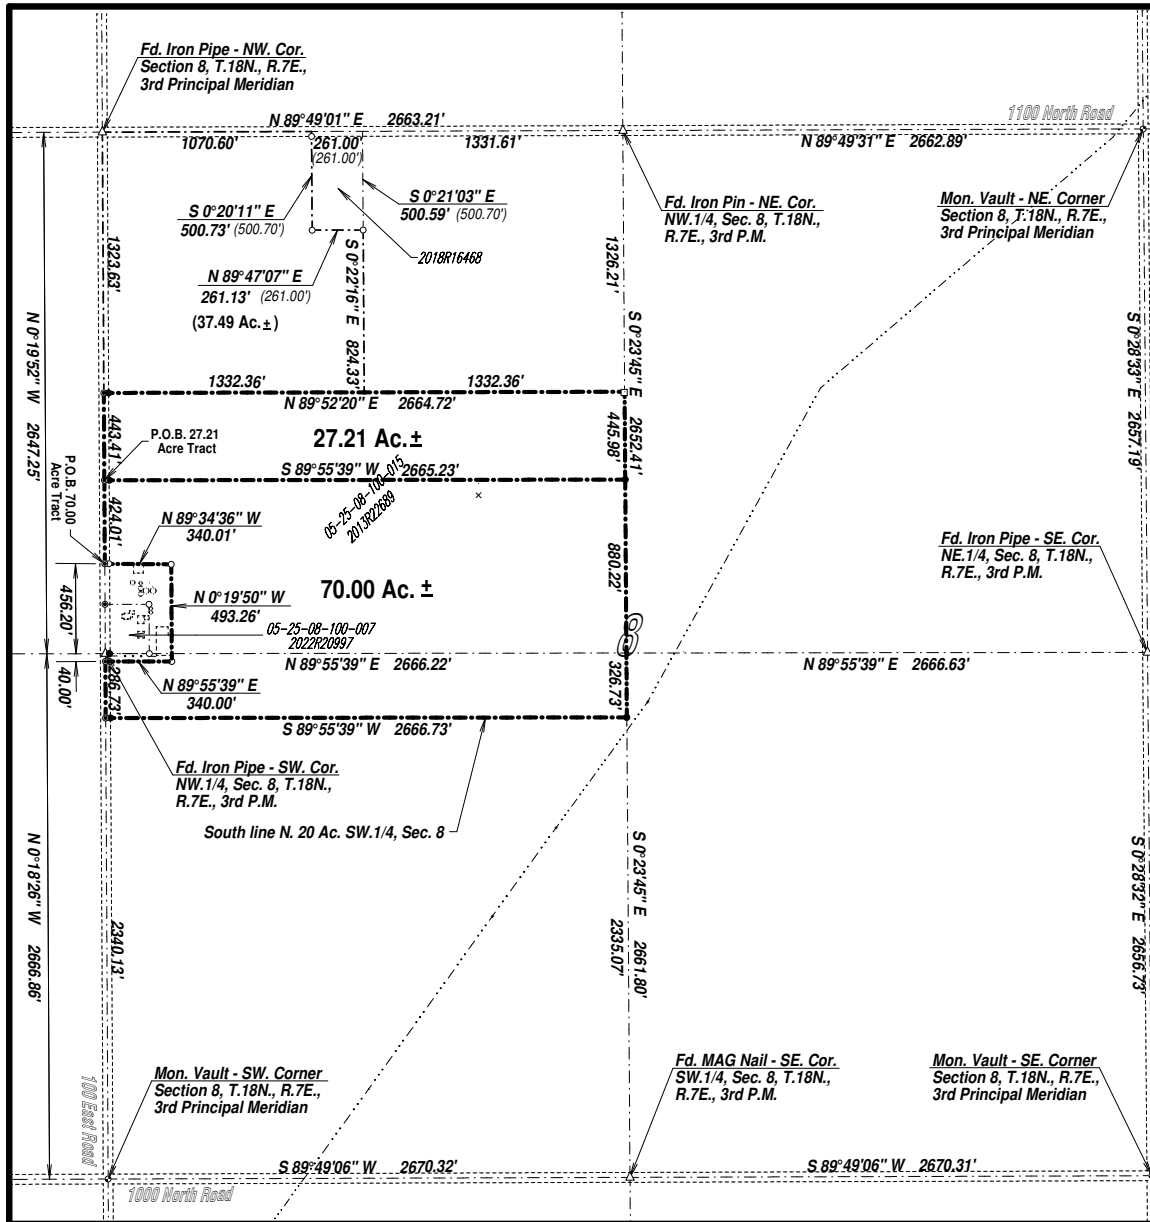 Fd. Iron Pipe - NW. Cor.
Section 8, T.18N., R.7E.,
3rd Principal Meridian
1100 North Road
N 89°49'01" E 2663.21'
1070.60'
261.00'
(261.00')
1331.61'
N 89°49'31" E 2662.89'
S 0°20'11" E
500.73' (500.70')
S 0°21'03" E
500.59' (500.70')
Fd. Iron Pin - NE. Cor.
NW.1/4, Sec. 8, T.18N.,
R.7E., 3rd P.M.
Mon. Vault - NE. Corner
Section 8, T.18N., R.7E.,
3rd Principal Meridian
1323.63'
N 89°47'07" E
261.13' (261.00')
(37.49 Ac.±)
S 0°22'16" E 824.33'
2018R16468
1326.21'
N 0°19'52" W 2647.25'
S 0°23'45" E 2652.41'
S 0°28'33" E 2657.19'
1332.36'
1332.36'
N 89°52'20" E 2664.72'
443.41'
P.O.B. 27.21
Acre Tract
27.21 Ac.±
445.98'
S 89°55'39" W 2665.23'
05-25-08-100-015
2013R22689
P.O.B. 70.00
Acre Tract
424.01'
N 89°34'36" W
340.01'
880.22'
Fd. Iron Pipe - SE. Cor.
NE.1/4, Sec. 8, T.18N.,
R.7E., 3rd P.M.
70.00 Ac. ±
456.20'
N 0°19'50" W
493.26'
05-25-08-100-007
2022R20997
8
N 89°55'39" E 2666.22'
N 89°55'39" E 2666.63'
40.00'
286.73'
N 89°55'39" E
340.00'
326.73'
S 89°55'39" W 2666.73'
Fd. Iron Pipe - SW. Cor.
NW.1/4, Sec. 8, T.18N.,
R.7E., 3rd P.M.
South line N. 20 Ac. SW.1/4, Sec. 8
N 0°18'26" W 2666.86'
2340.13'
S 0°23'45" E 2661.80'
2335.07'
S 0°28'32" E 2656.73'
100 East Road
Mon. Vault - SW. Corner
Section 8, T.18N., R.7E.,
3rd Principal Meridian
Fd. MAG Nail - SE. Cor.
SW.1/4, Sec. 8, T.18N.,
R.7E., 3rd P.M.
Mon. Vault - SE. Corner
Section 8, T.18N., R.7E.,
3rd Principal Meridian
S 89°49'06" W 2670.32'
S 89°49'06" W 2670.31'
1000 North Road